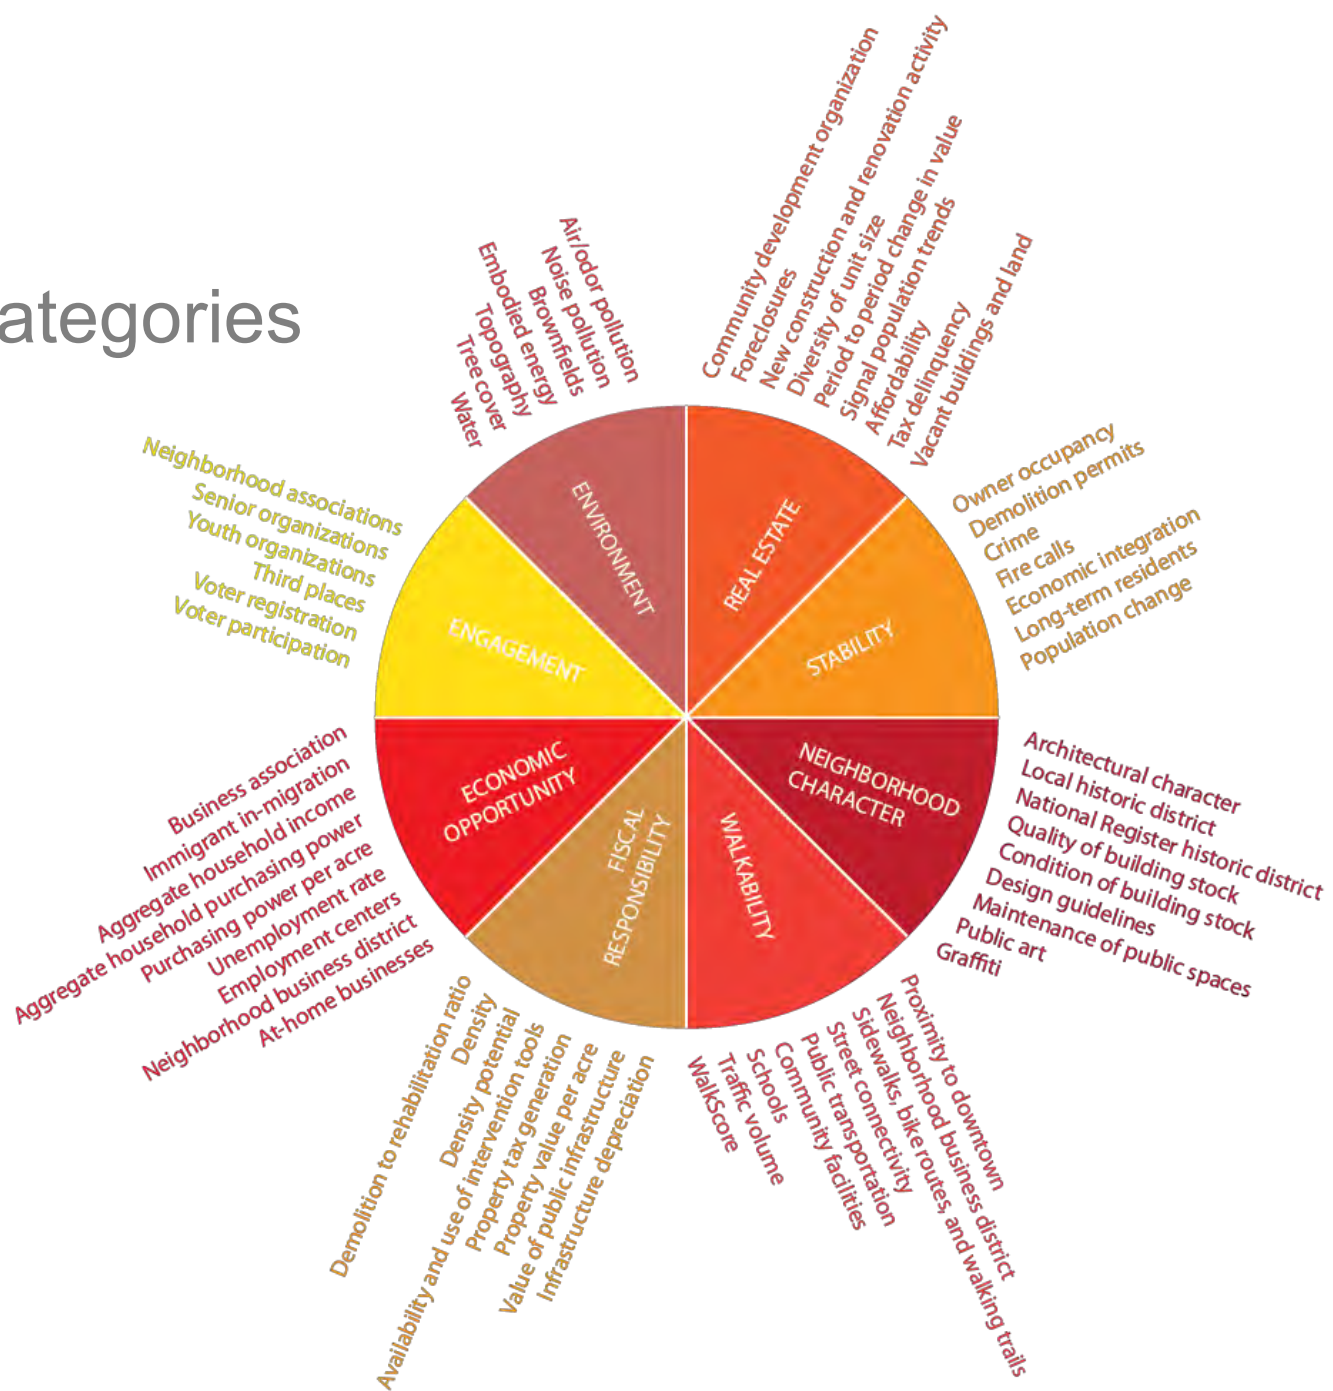 ategories
Community development organization
Foreclosures
New construction and renovation activity
Diversity of unit size
Period to period change in value
Signal population trends
Affordability
Tax delinquency
Vacant buildings and land
REAL ESTATE
Owner occupancy
Demolition permits
Crime
Fire calls
Economic integration
Long-term residents
Population change
STABILITY
Architectural character
Local historic district
National Register historic district
Quality of building stock
Condition of building stock
Design guidelines
Maintenance of public spaces
Public art
Graffiti
NEIGHBORHOOD
CHARACTER
Proximity to downtown
Neighborhood business district
Sidewalks, bike routes, and walking trails
Street connectivity
Public transportation
Community facilities
Schools
Traffic volume
WalkScore
WALKABILITY
Demolition to rehabilitation ratio
Density
Density potential
Availability and use of intervention tools
Property tax generation
Property value per acre
Value of public infrastructure
Infrastructure depreciation
FISCAL
RESPONSIBILITY
Business association
Immigrant in-migration
Aggregate household income
Aggregate household purchasing power
Purchasing power per acre
Unemployment rate
Employment centers
Neighborhood business district
At-home businesses
ECONOMIC
OPPORTUNITY
Neighborhood associations
Senior organizations
Youth organizations
Third places
Voter registration
Voter participation
ENGAGEMENT
Water
Tree cover
Topography
Embodied energy
Brownfields
Noise pollution
Air/odor pollution
ENVIRONMENT